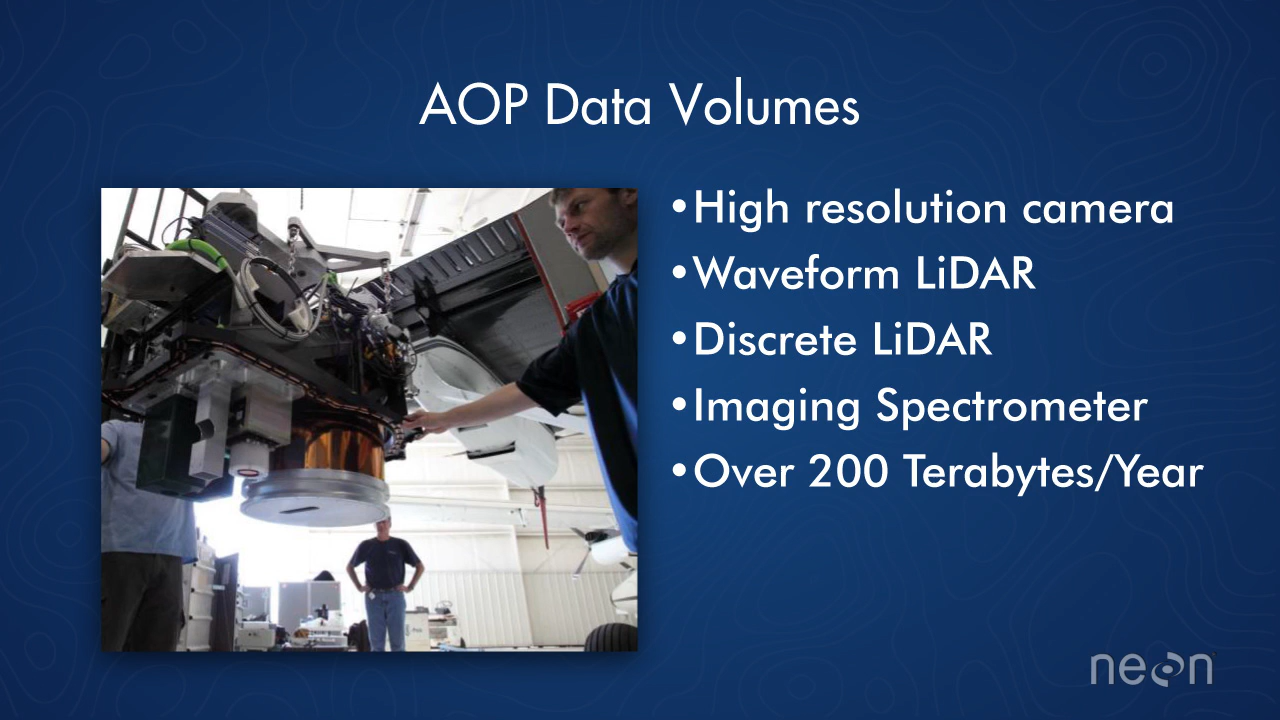 AOP Data Volumes
•High resolution camera
•Waveform LiDAR
•Discrete LiDAR
•Imaging Spectrometer
•Over 200 Terabytes/Year
neon